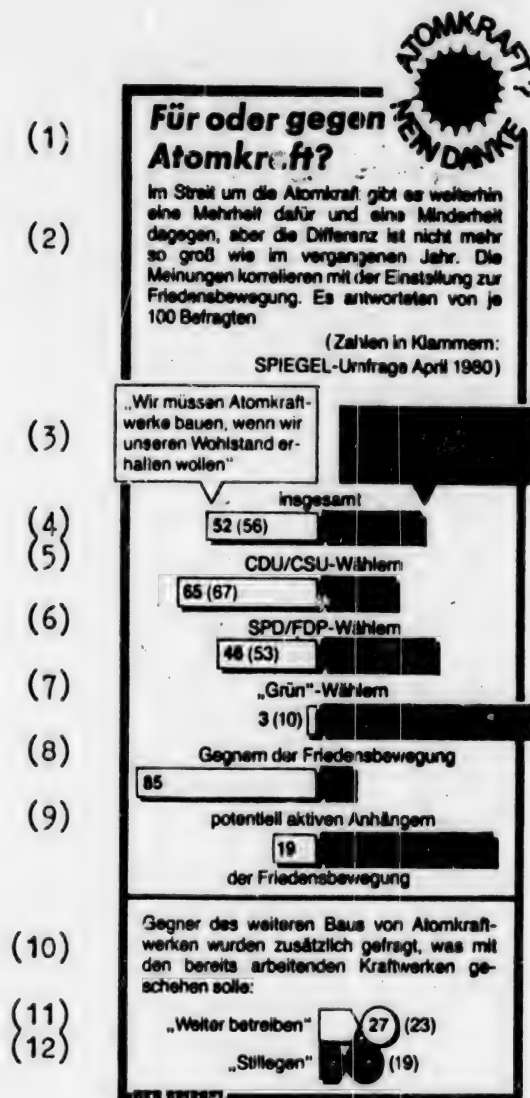 ATOMKRAFT?
NEIN DANKE
(1)
Für oder gegen
Atomkraft?
(2)
Im Streit um die Atomkraft gibt es weiterhin
eine Mehrheit dafür und eine Minderheit
dagegen, aber die Differenz ist nicht mehr
so groß wie im vergangenen Jahr. Die
Meinungen korrelieren mit der Einstellung zur
Friedensbewegung. Es antworteten von je
100 Befragten
(Zahlen in Klammern:
SPIEGEL-Umfrage April 1980)
(3)
„Wir müssen Atomkraft-
werke bauen, wenn wir
unseren Wohlstand er-
halten wollen“
insgesamt
(4)
52 (56)
(5)
CDU/CSU-Wählern
65 (67)
(6)
SPD/FDP-Wählern
46 (53)
(7)
„Grün“-Wählern
3 (10)
(8)
Gegnern der Friedensbewegung
85
(9)
potentiell aktiven Anhängern
19
der Friedensbewegung
(10)
Gegner des weiteren Baus von Atomkraft-
werken wurden zusätzlich gefragt, was mit
den bereits arbeitenden Kraftwerken ge-
schehen solle:
(11)
„Weiter betreiben“ 27 (23)
(12)
„Stillegen“ (19)